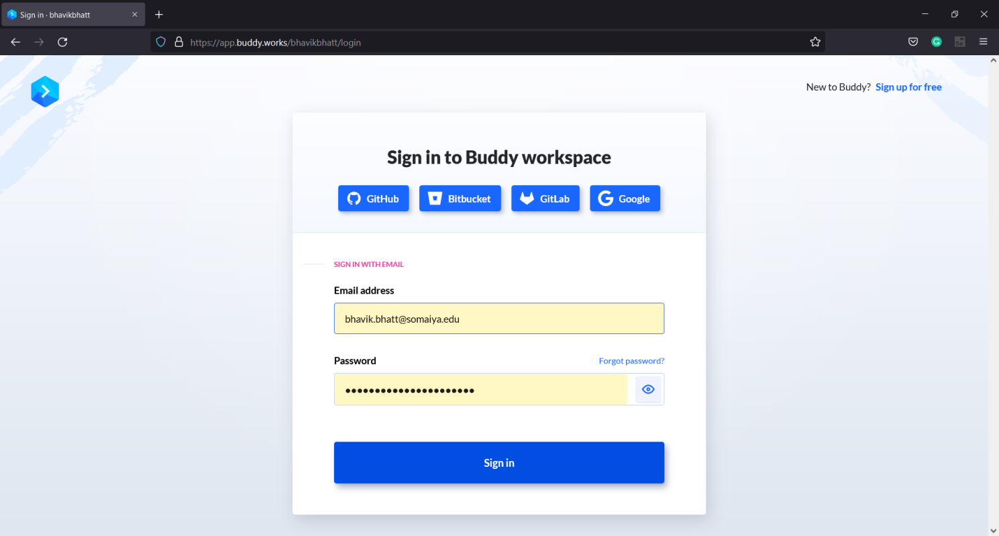 Sign in · bhavikbhatt
https://app.buddy.works/bhavikbhatt/login
New to Buddy? Sign up for free
Sign in to Buddy workspace
GitHub Bitbucket GitLab Google
SIGN IN WITH EMAIL
Email address
bhavik.bhatt@somaiya.edu
Password Forgot password?
Sign in